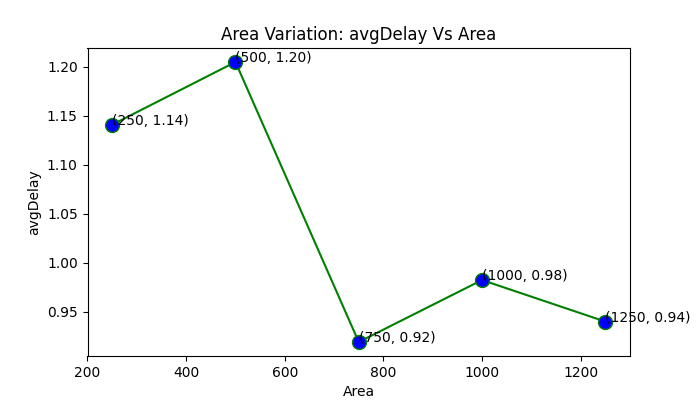 Area Variation: avgDelay Vs Area
(500, 1.20)
1.20
1.15
(250, 1.14)
1.10
avgDelay
1.05
1.00
(1000, 0.98)
0.95
(1250, 0.94)
(750, 0.92)
200 400 600 800 1000 1200
Area